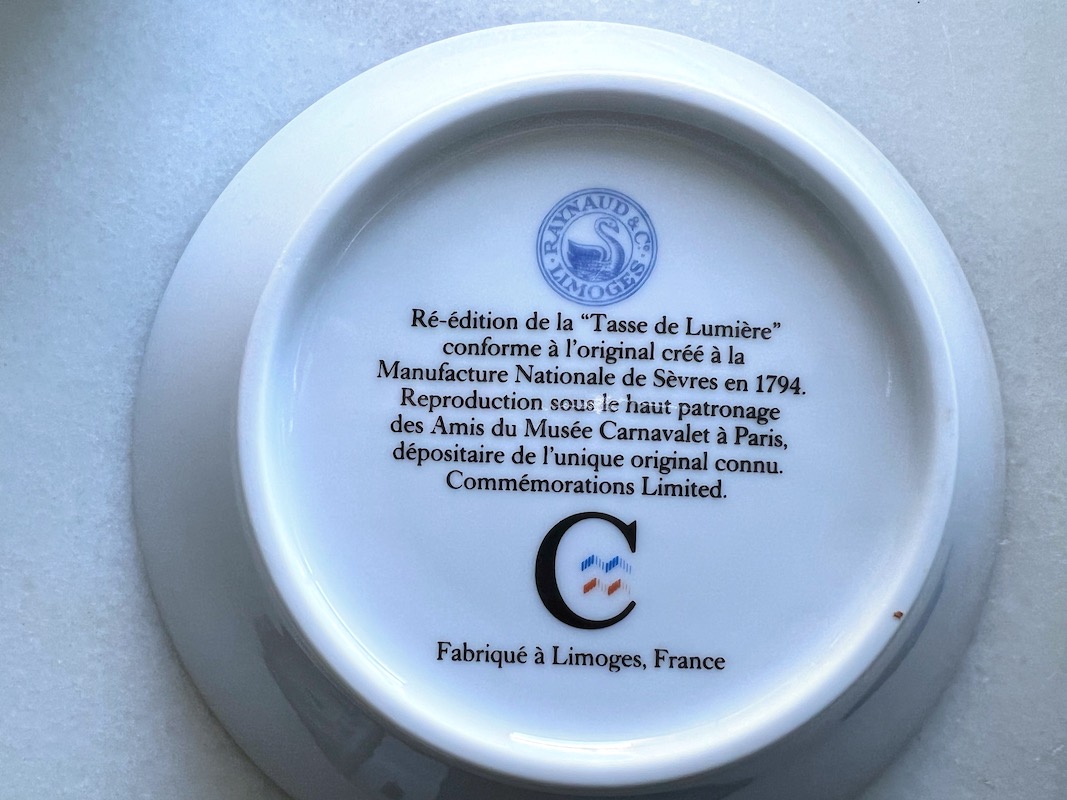 RAYNAUD & Co.
LIMOGES
Ré-édition de la “Tasse de Lumière”
conforme à l’original créé à la
Manufacture Nationale de Sèvres en 1794.
Reproduction sous le haut patronage
des Amis du Musée Carnavalet à Paris,
dépositaire de l’unique original connu.
Commémorations Limited.
C
Fabriqué à Limoges, France